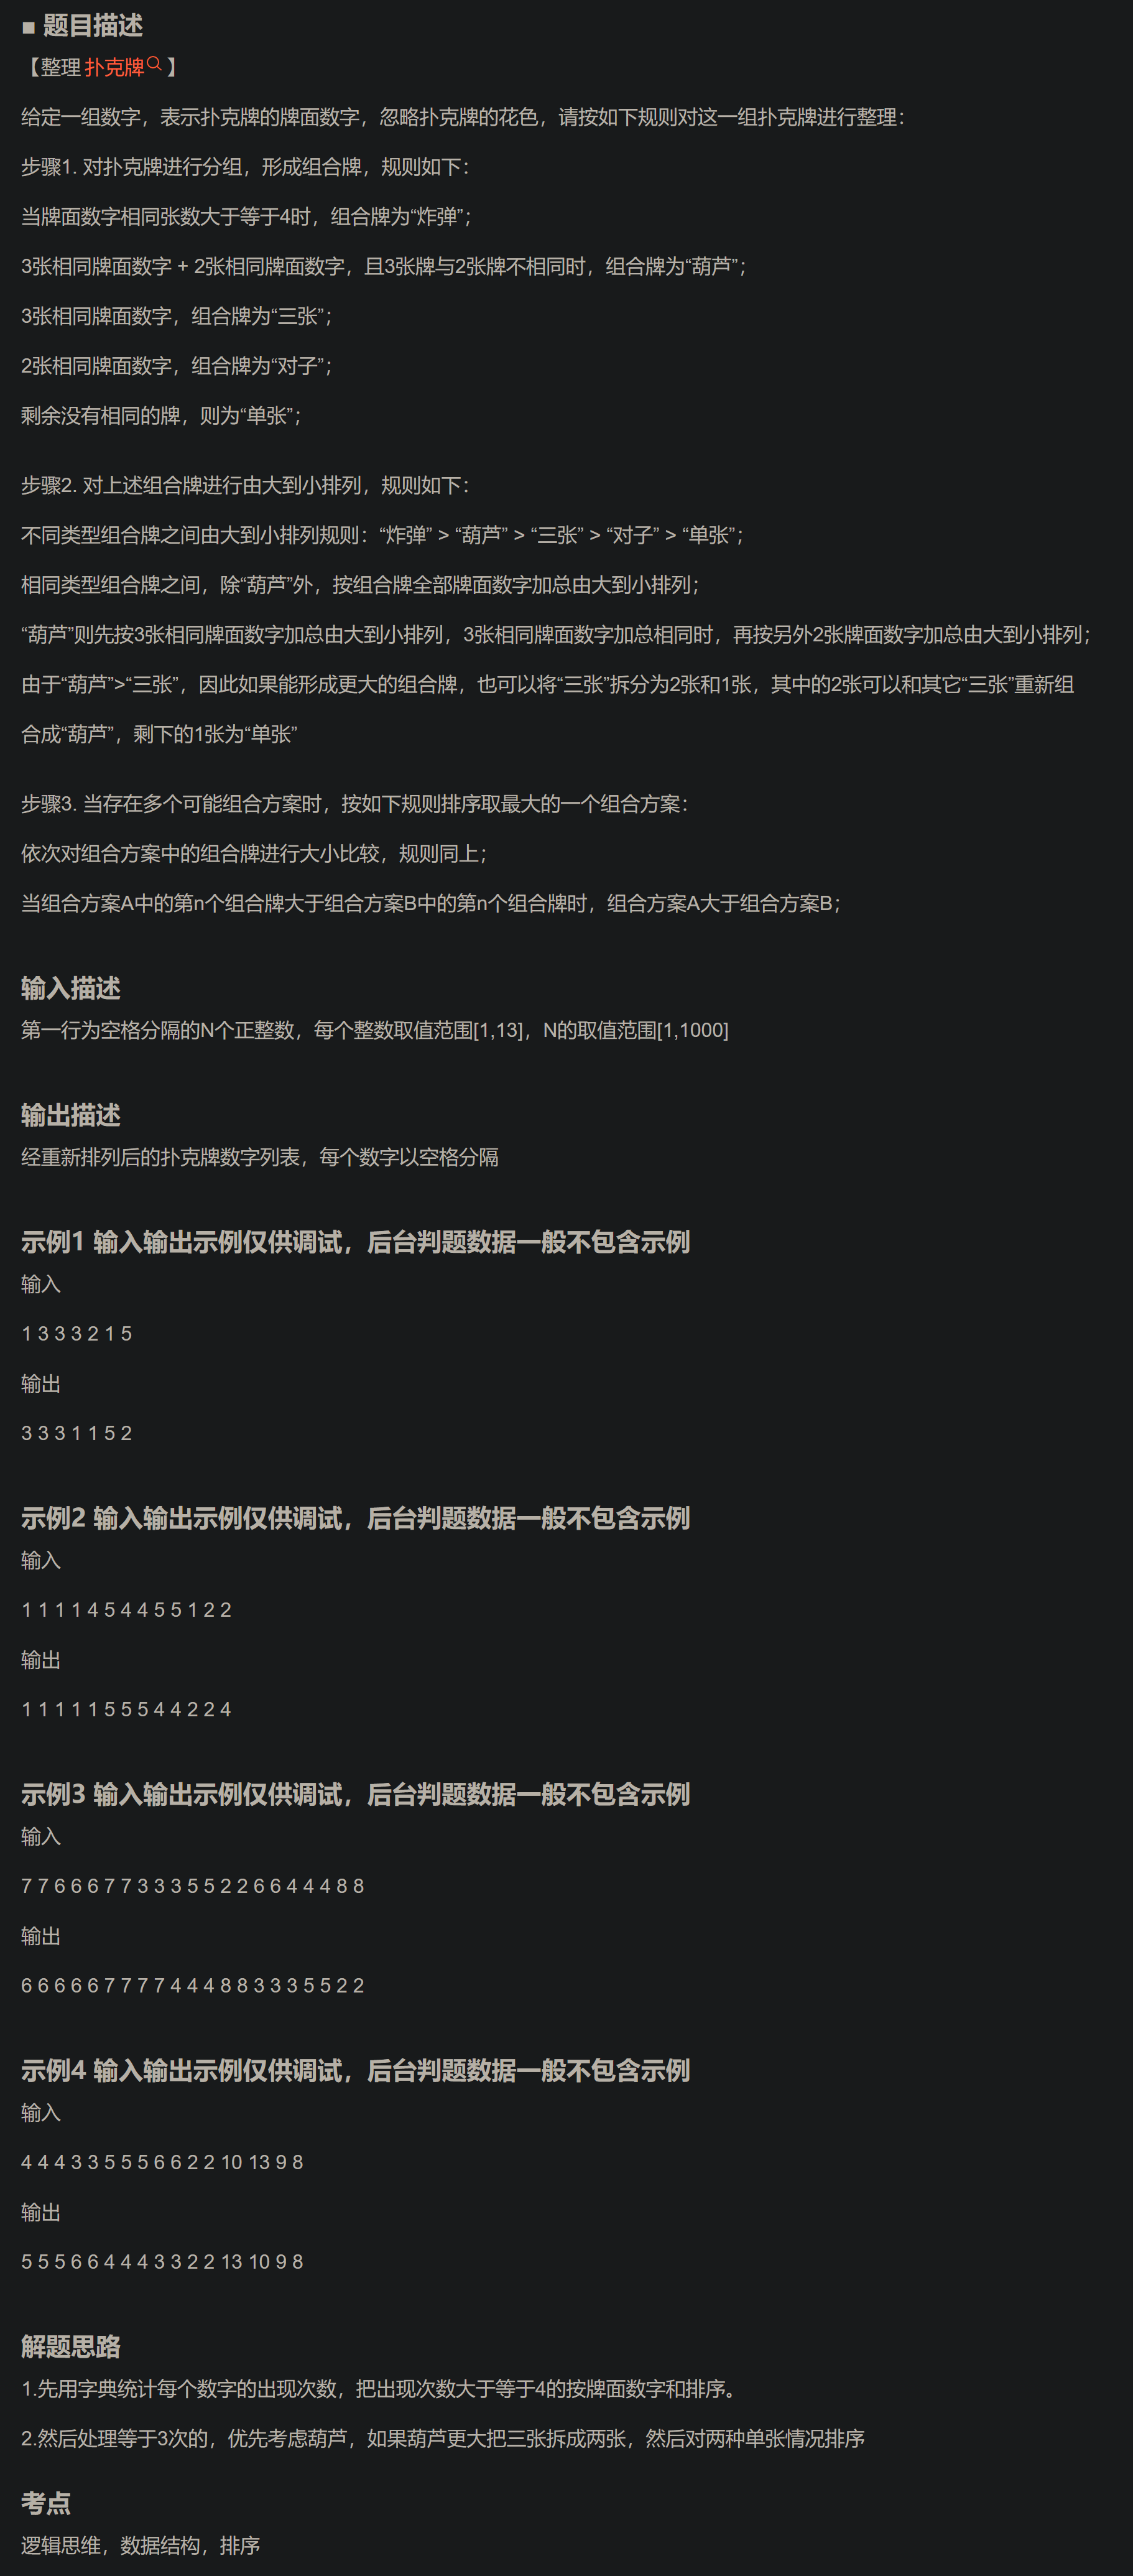 ■ 题目描述
【整理 扑克牌 】
给定一组数字，表示扑克牌的牌面数字，忽略扑克牌的花色，请按如下规则对这一组扑克牌进行整理：
步骤1. 对扑克牌进行分组，形成组合牌，规则如下：
当牌面数字相同张数大于等于4时，组合牌为“炸弹”；
3张相同牌面数字 + 2张相同牌面数字，且3张牌与2张牌不相同时，组合牌为“葫芦”；
3张相同牌面数字，组合牌为“三张”；
2张相同牌面数字，组合牌为“对子”；
剩余没有相同的牌，则为“单张”；
步骤2. 对上述组合牌进行由大到小排列，规则如下：
不同类型组合牌之间由大到小排列规则：“炸弹” > “葫芦” > “三张” > “对子” > “单张”；
相同类型组合牌之间，除“葫芦”外，按组合牌全部牌面数字加总由大到小排列；
“葫芦”则先按3张相同牌面数字加总由大到小排列，3张相同牌面数字加总相同时，再按另外2张牌面数字加总由大到小排列；
由于“葫芦”>“三张”，因此如果能形成更大的组合牌，也可以将“三张”拆分为2张和1张，其中的2张可以和其它“三张”重新组
合成“葫芦”，剩下的1张为“单张”
步骤3. 当存在多个可能组合方案时，按如下规则排序取最大的一个组合方案：
依次对组合方案中的组合牌进行大小比较，规则同上；
当组合方案A中的第n个组合牌大于组合方案B中的第n个组合牌时，组合方案A大于组合方案B；
输入描述
第一行为空格分隔的N个正整数，每个整数取值范围[1,13]，N的取值范围[1,1000]
输出描述
经重新排列后的扑克牌数字列表，每个数字以空格分隔
示例1 输入输出示例仅供调试，后台判题数据一般不包含示例
输入
1 3 3 3 2 1 5
输出
3 3 3 1 1 5 2
示例2 输入输出示例仅供调试，后台判题数据一般不包含示例
输入
1 1 1 1 4 5 4 4 5 5 1 2 2
输出
1 1 1 1 1 5 5 5 4 4 2 2 4
示例3 输入输出示例仅供调试，后台判题数据一般不包含示例
输入
7 7 6 6 6 7 7 3 3 3 5 5 2 2 6 6 4 4 4 8 8
输出
6 6 6 6 6 7 7 7 7 4 4 4 8 8 3 3 3 5 5 2 2
示例4 输入输出示例仅供调试，后台判题数据一般不包含示例
输入
4 4 4 3 3 5 5 5 6 6 2 2 10 13 9 8
输出
5 5 5 6 6 4 4 4 3 3 2 2 13 10 9 8
解题思路
1.先用字典统计每个数字的出现次数，把出现次数大于等于4的按牌面数字和排序。
2.然后处理等于3次的，优先考虑葫芦，如果葫芦更大把三张拆成两张，然后对两种单张情况排序
考点
逻辑思维，数据结构，排序